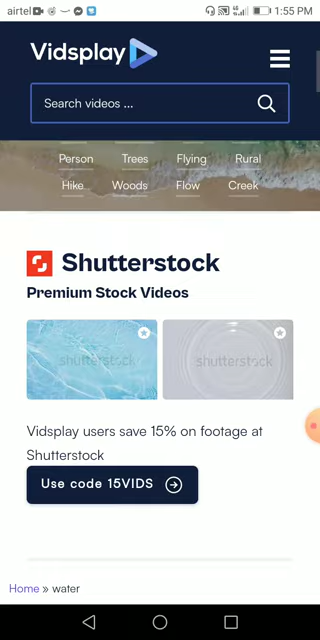 airtel 1:55 PM
Vidsplay
Search videos ...
Person Trees Flying Rural
Hike Woods Flow Creek
Shutterstock
Premium Stock Videos
shutterstock shutterstock
Vidsplay users save 15% on footage at
Shutterstock
Use code 15VIDS
Home » water